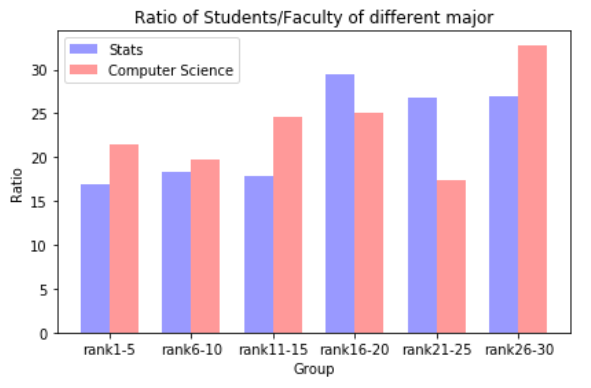 Ratio of Students/Faculty of different major
Stats
Computer Science
Ratio
30
25
20
15
10
5
0
rank1-5 rank6-10 rank11-15 rank16-20 rank21-25 rank26-30
Group